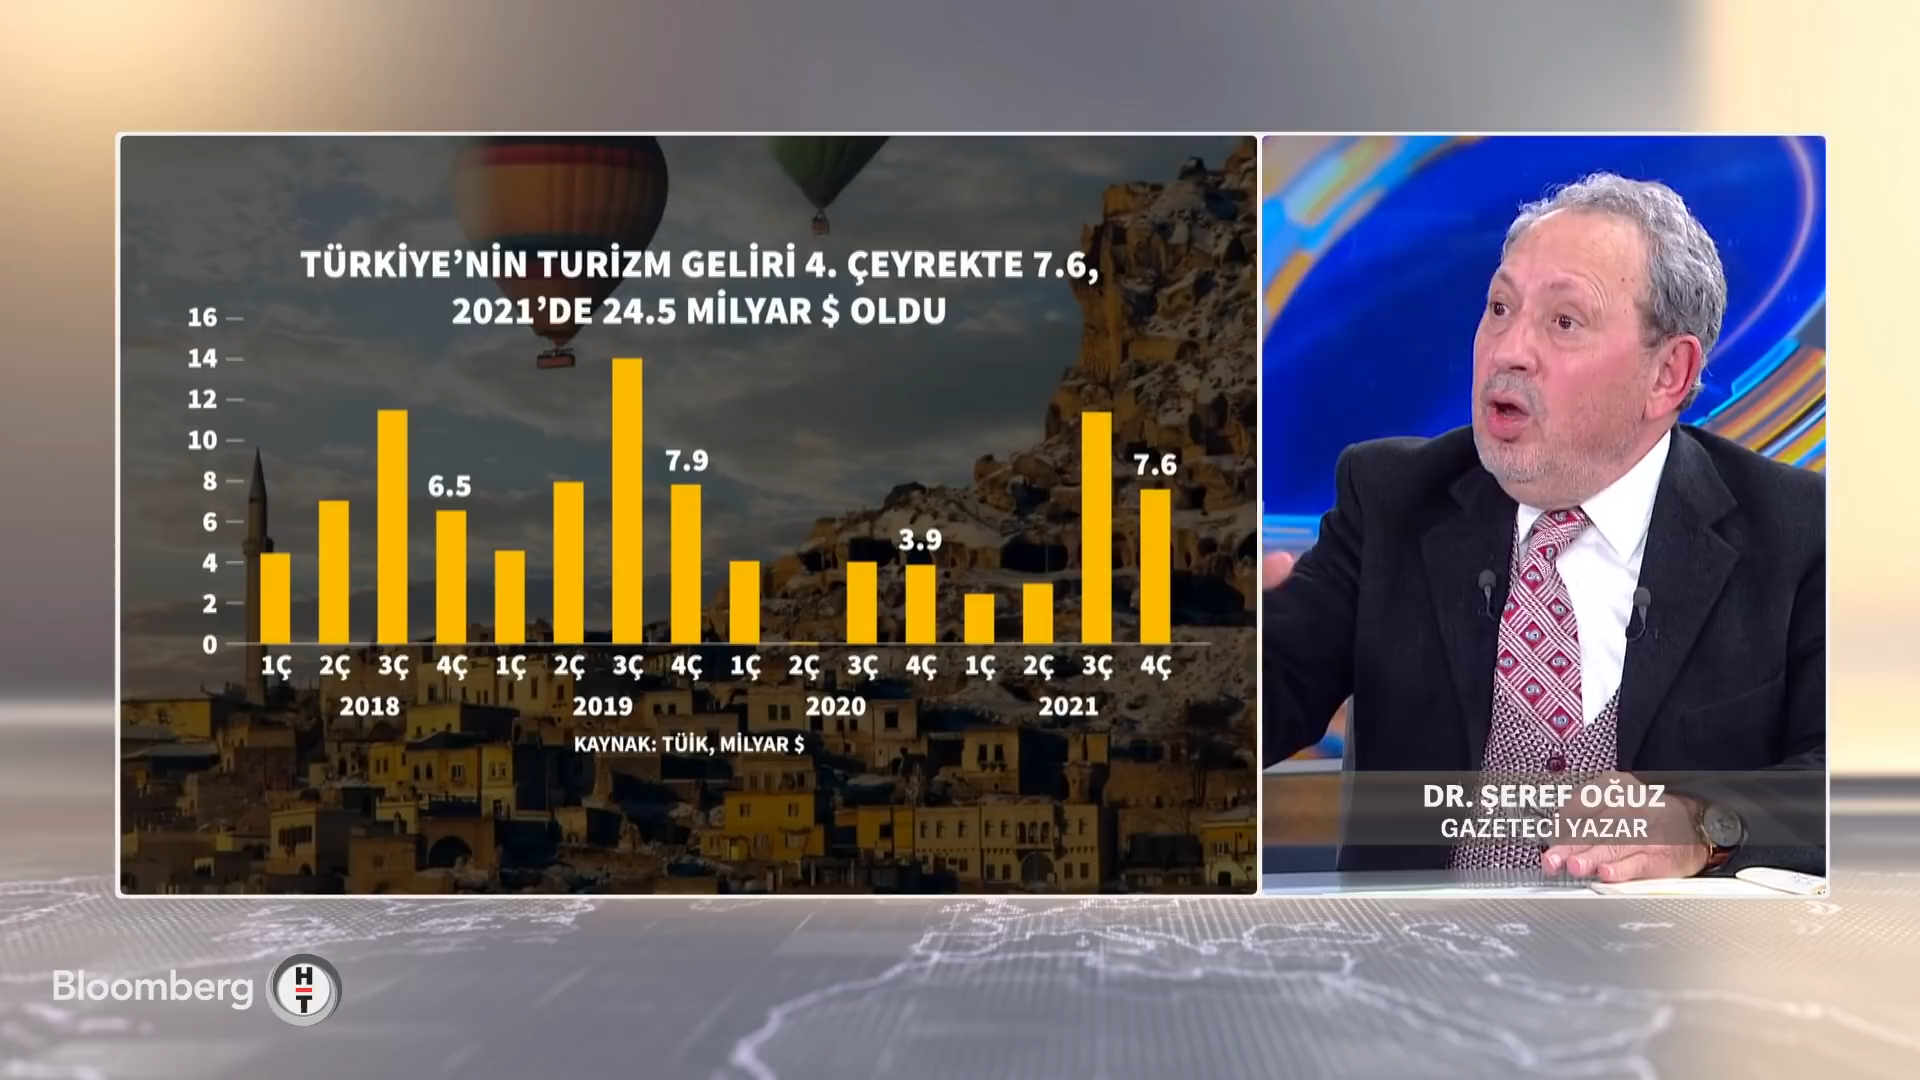 TÜRKİYE’NİN TURİZM GELİRİ 4. ÇEYREKTE 7.6,
2021’DE 24.5 MİLYAR $ OLDU
16
14
12
10
8
6
4
2
0
6.5
7.9
3.9
7.6
1Ç 2Ç 3Ç 4Ç 1Ç 2Ç 3Ç 4Ç 1Ç 2Ç 3Ç 4Ç 1Ç 2Ç 3Ç 4Ç
2018 2019 2020 2021
KAYNAK: TÜİK, MİLYAR $
DR. ŞEREF OĞUZ
GAZETECİ YAZAR
Bloomberg HT